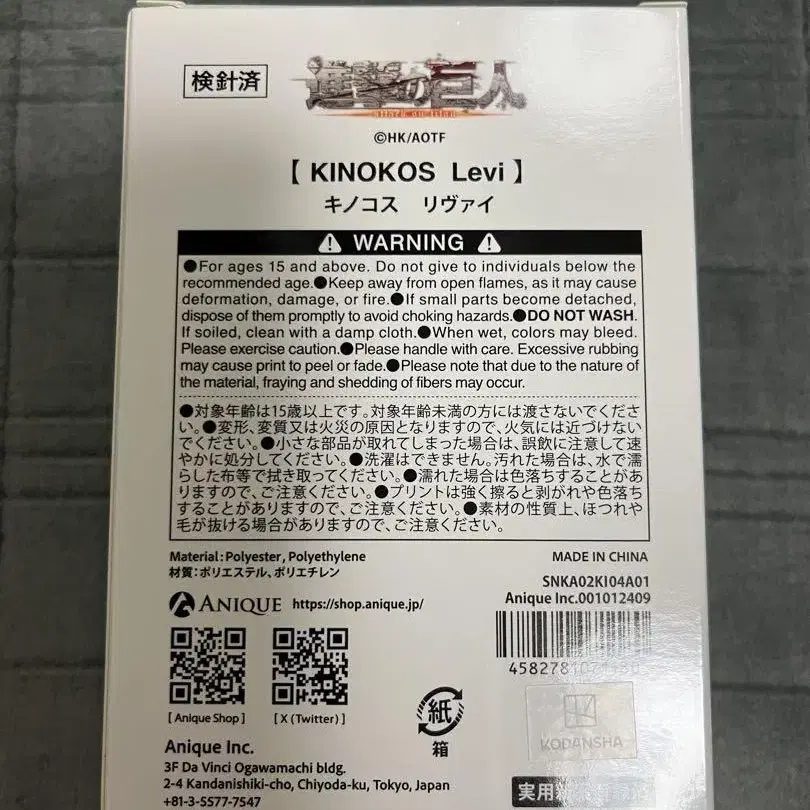 検針済
進撃の巨人
attack on titan
©HK/AOTF
【 KINOKOS Levi 】
キノコス リヴァイ
WARNING
●For ages 15 and above. Do not give to individuals below the
recommended age.●Keep away from open flames, as it may cause
deformation, damage, or fire.●If small parts become detached,
dispose of them promptly to avoid choking hazards.●DO NOT WASH.
If soiled, clean with a damp cloth.●When wet, colors may bleed.
Please exercise caution.●Please handle with care. Excessive rubbing
may cause print to peel or fade.●Please note that due to the nature of
the material, fraying and shedding of fibers may occur.
●対象年齢は15歳以上です。対象年齢未満の方には渡さないでくださ
い。●変形、変質又は火災の原因となりますので、火気には近づけない
でください。●小さな部品が取れてしまった場合は、誤飲に注意して速
やかに処分してください。●洗濯はできません。汚れた場合は、水で濡
らした布等で拭き取ってください。●濡れた場合は色落ちすることがあ
りますので、ご注意ください。●プリントは強く擦ると剥がれや色落ち
することがありますので、ご注意ください。●素材の性質上、ほつれや
毛が抜ける場合がありますので、ご注意ください。
Material:Polyester, Polyethylene
材質:ポリエステル、ポリエチレン
MADE IN CHINA
SNKA02KI04A01
Anique Inc.001012409
ANIQUE https://shop.anique.jp/
[ Anique Shop ]
[ X (Twitter) ]
紙
箱
KODANSHA
Anique Inc.
3F Da Vinci Ogawamachi bldg.
2-4 Kandanishiki-cho, Chiyoda-ku, Tokyo, Japan
+81-3-5577-7547
実用